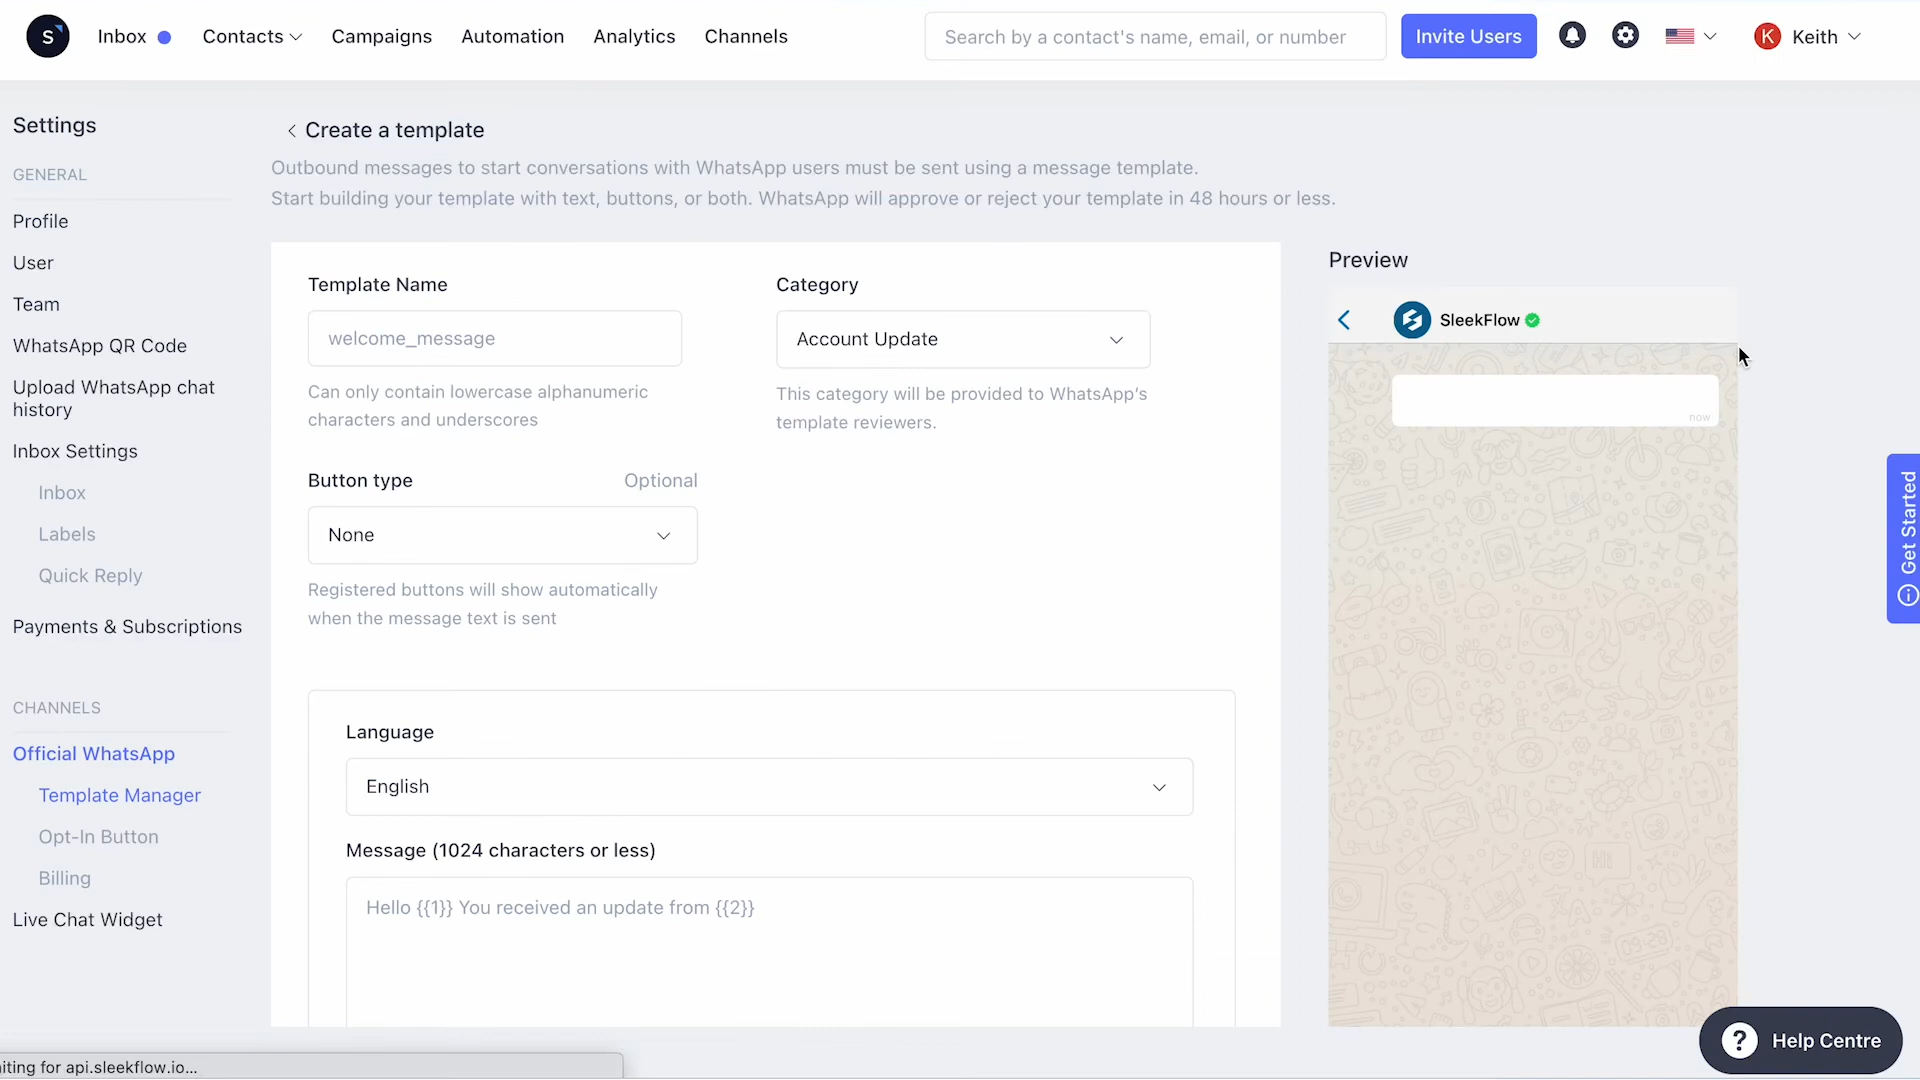 S
Inbox
Contacts
Campaigns
Automation
Analytics
Channels
Search by a contact's name, email, or number
Invite Users
K
Keith
Settings
GENERAL
Profile
User
Team
WhatsApp QR Code
Upload WhatsApp chat
history
Inbox Settings
Inbox
Labels
Quick Reply
Payments & Subscriptions
CHANNELS
Official WhatsApp
Template Manager
Opt-In Button
Billing
Live Chat Widget
Create a template
Outbound messages to start conversations with WhatsApp users must be sent using a message template.
Start building your template with text, buttons, or both. WhatsApp will approve or reject your template in 48 hours or less.
Template Name
welcome_message
Can only contain lowercase alphanumeric
characters and underscores
Category
Account Update
This category will be provided to WhatsApp's
template reviewers.
Button type
Optional
None
Registered buttons will show automatically
when the message text is sent
Language
English
Message (1024 characters or less)
Hello {{1}} You received an update from {{2}}
Preview
SleekFlow
now
Get Started
? Help Centre
iting for api.sleekflow.io...